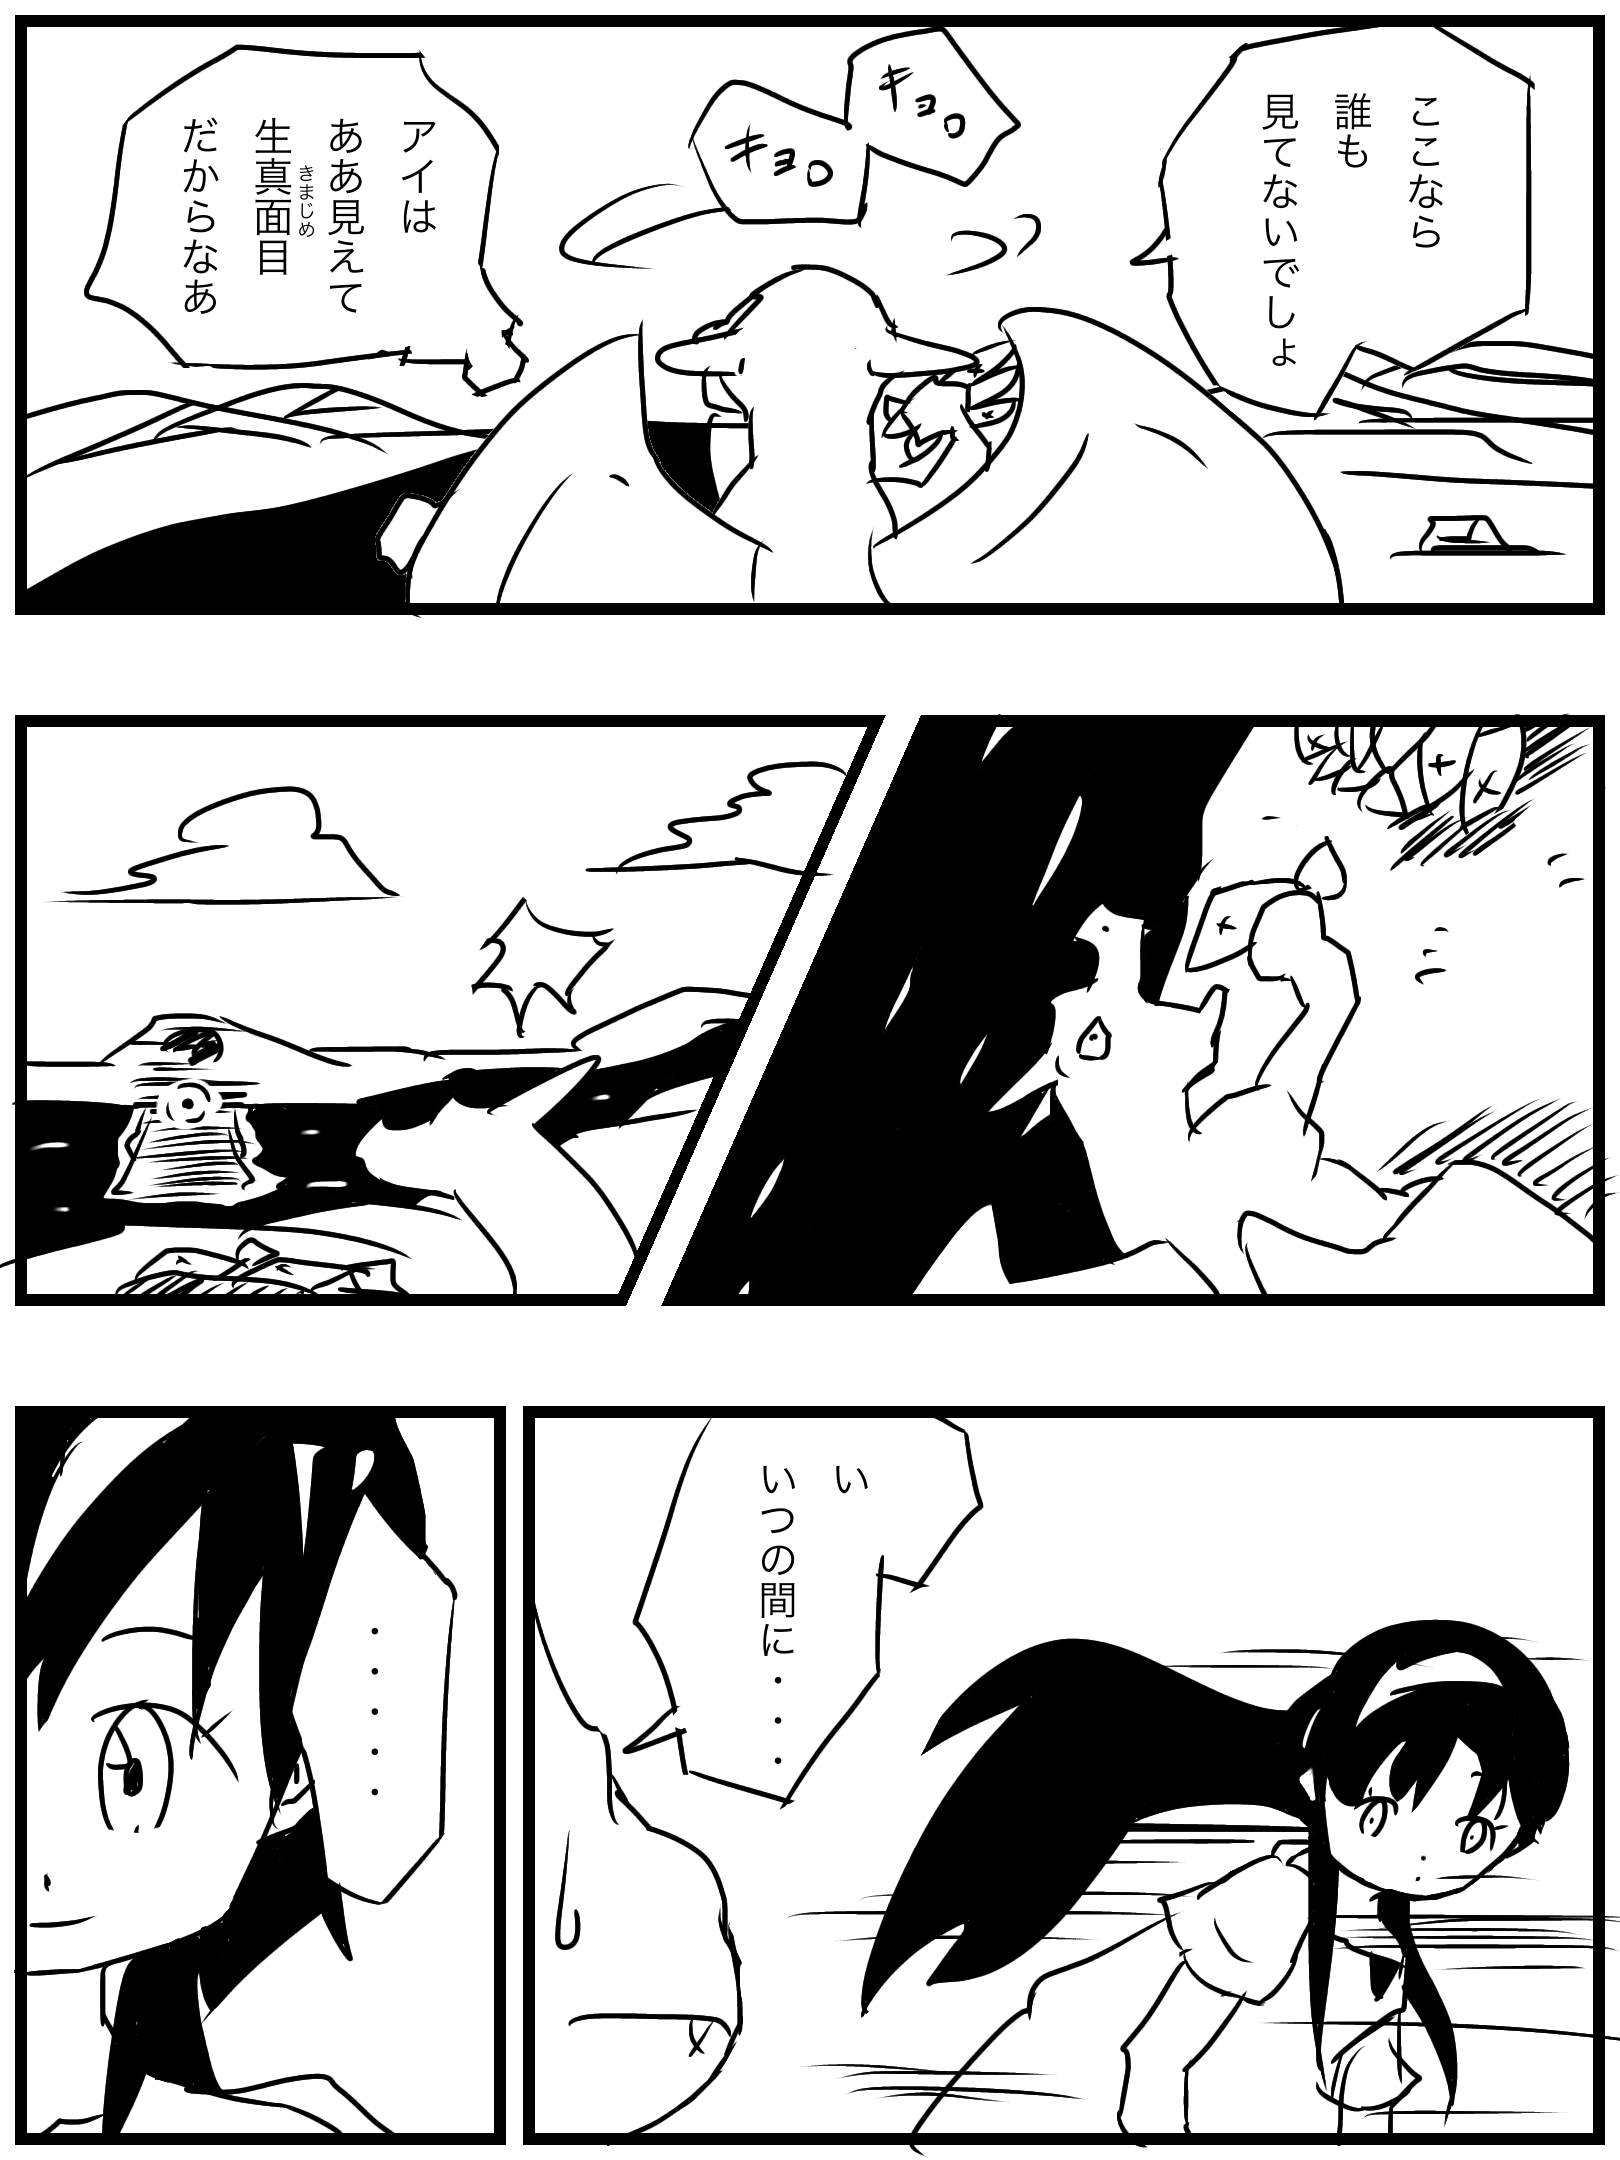 ここなら
誰も
見てないでしょ
キョロ
キョロ
アイは
ああ見えて
生真面目
きまじめ
だからなあ
い
いつの間に・・・
・・・・・